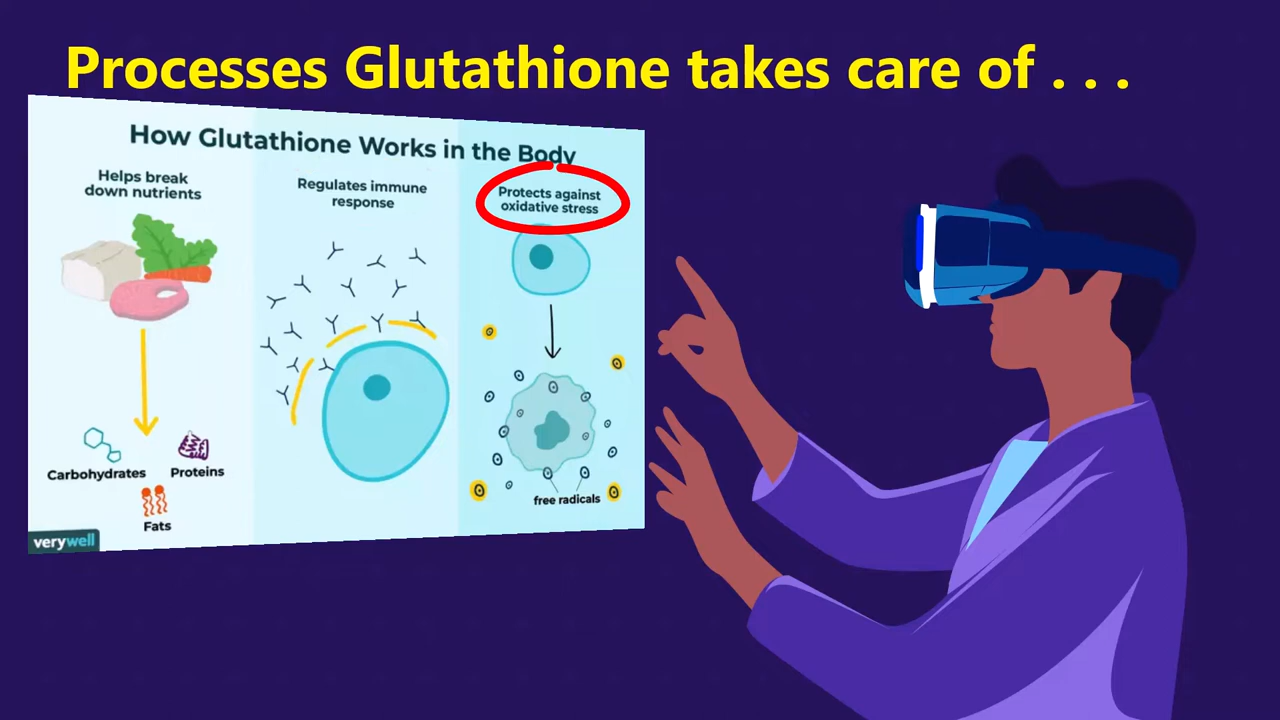 Processes Glutathione takes care of . . .
How Glutathione Works in the Body
Helps break
down nutrients
Regulates immune
response
Protects against
oxidative stress
Carbohydrates
Proteins
Fats
free radicals
verywell